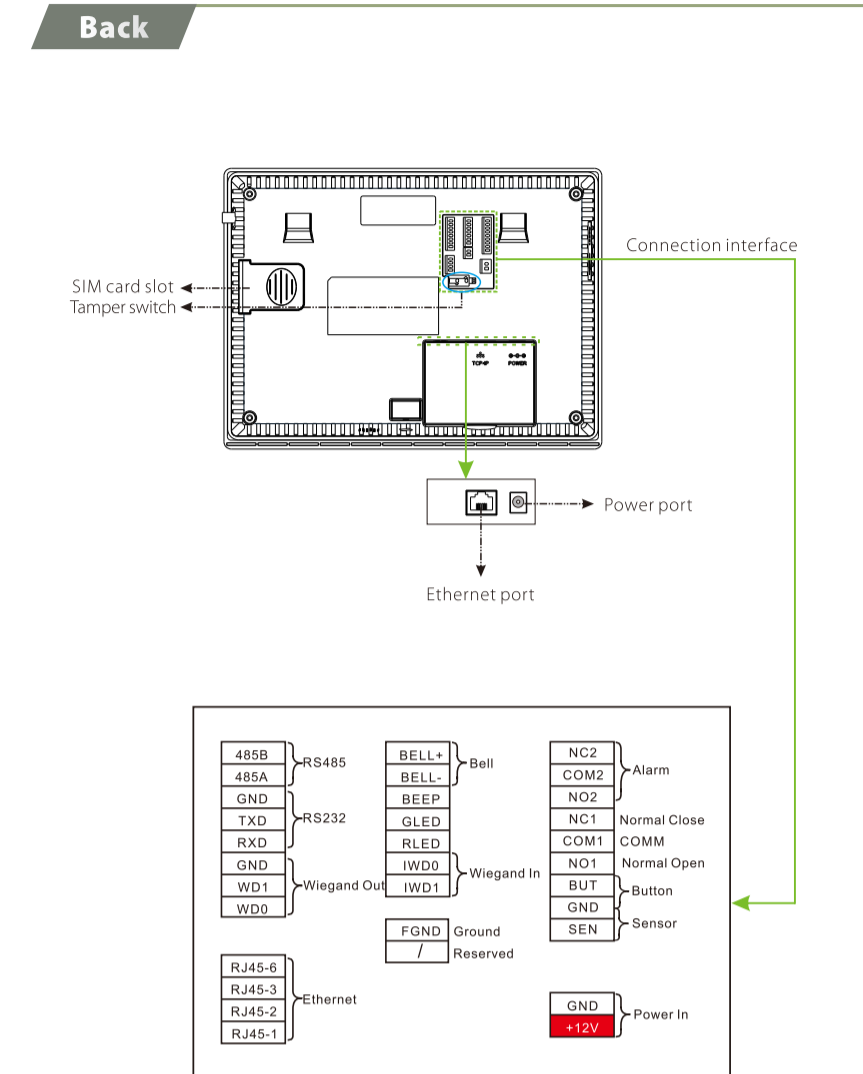 Back
Connection interface
SIM card slot
Tamper switch
TCP/IP
POWER
Power port
Ethernet port
485B
485A
RS485
GND
TXD
RXD
RS232
GND
WD1
WD0
Wiegand Out
RJ45-6
RJ45-3
RJ45-2
RJ45-1
Ethernet
BELL+
BELL-
Bell
BEEP
GLED
RLED
IWD0
IWD1
Wiegand In
FGND Ground
/ Reserved
NC2
COM2
NO2
Alarm
NC1 Normal Close
COM1 COMM
NO1 Normal Open
BUT
Button
GND
SEN
Sensor
GND
+12V
Power In